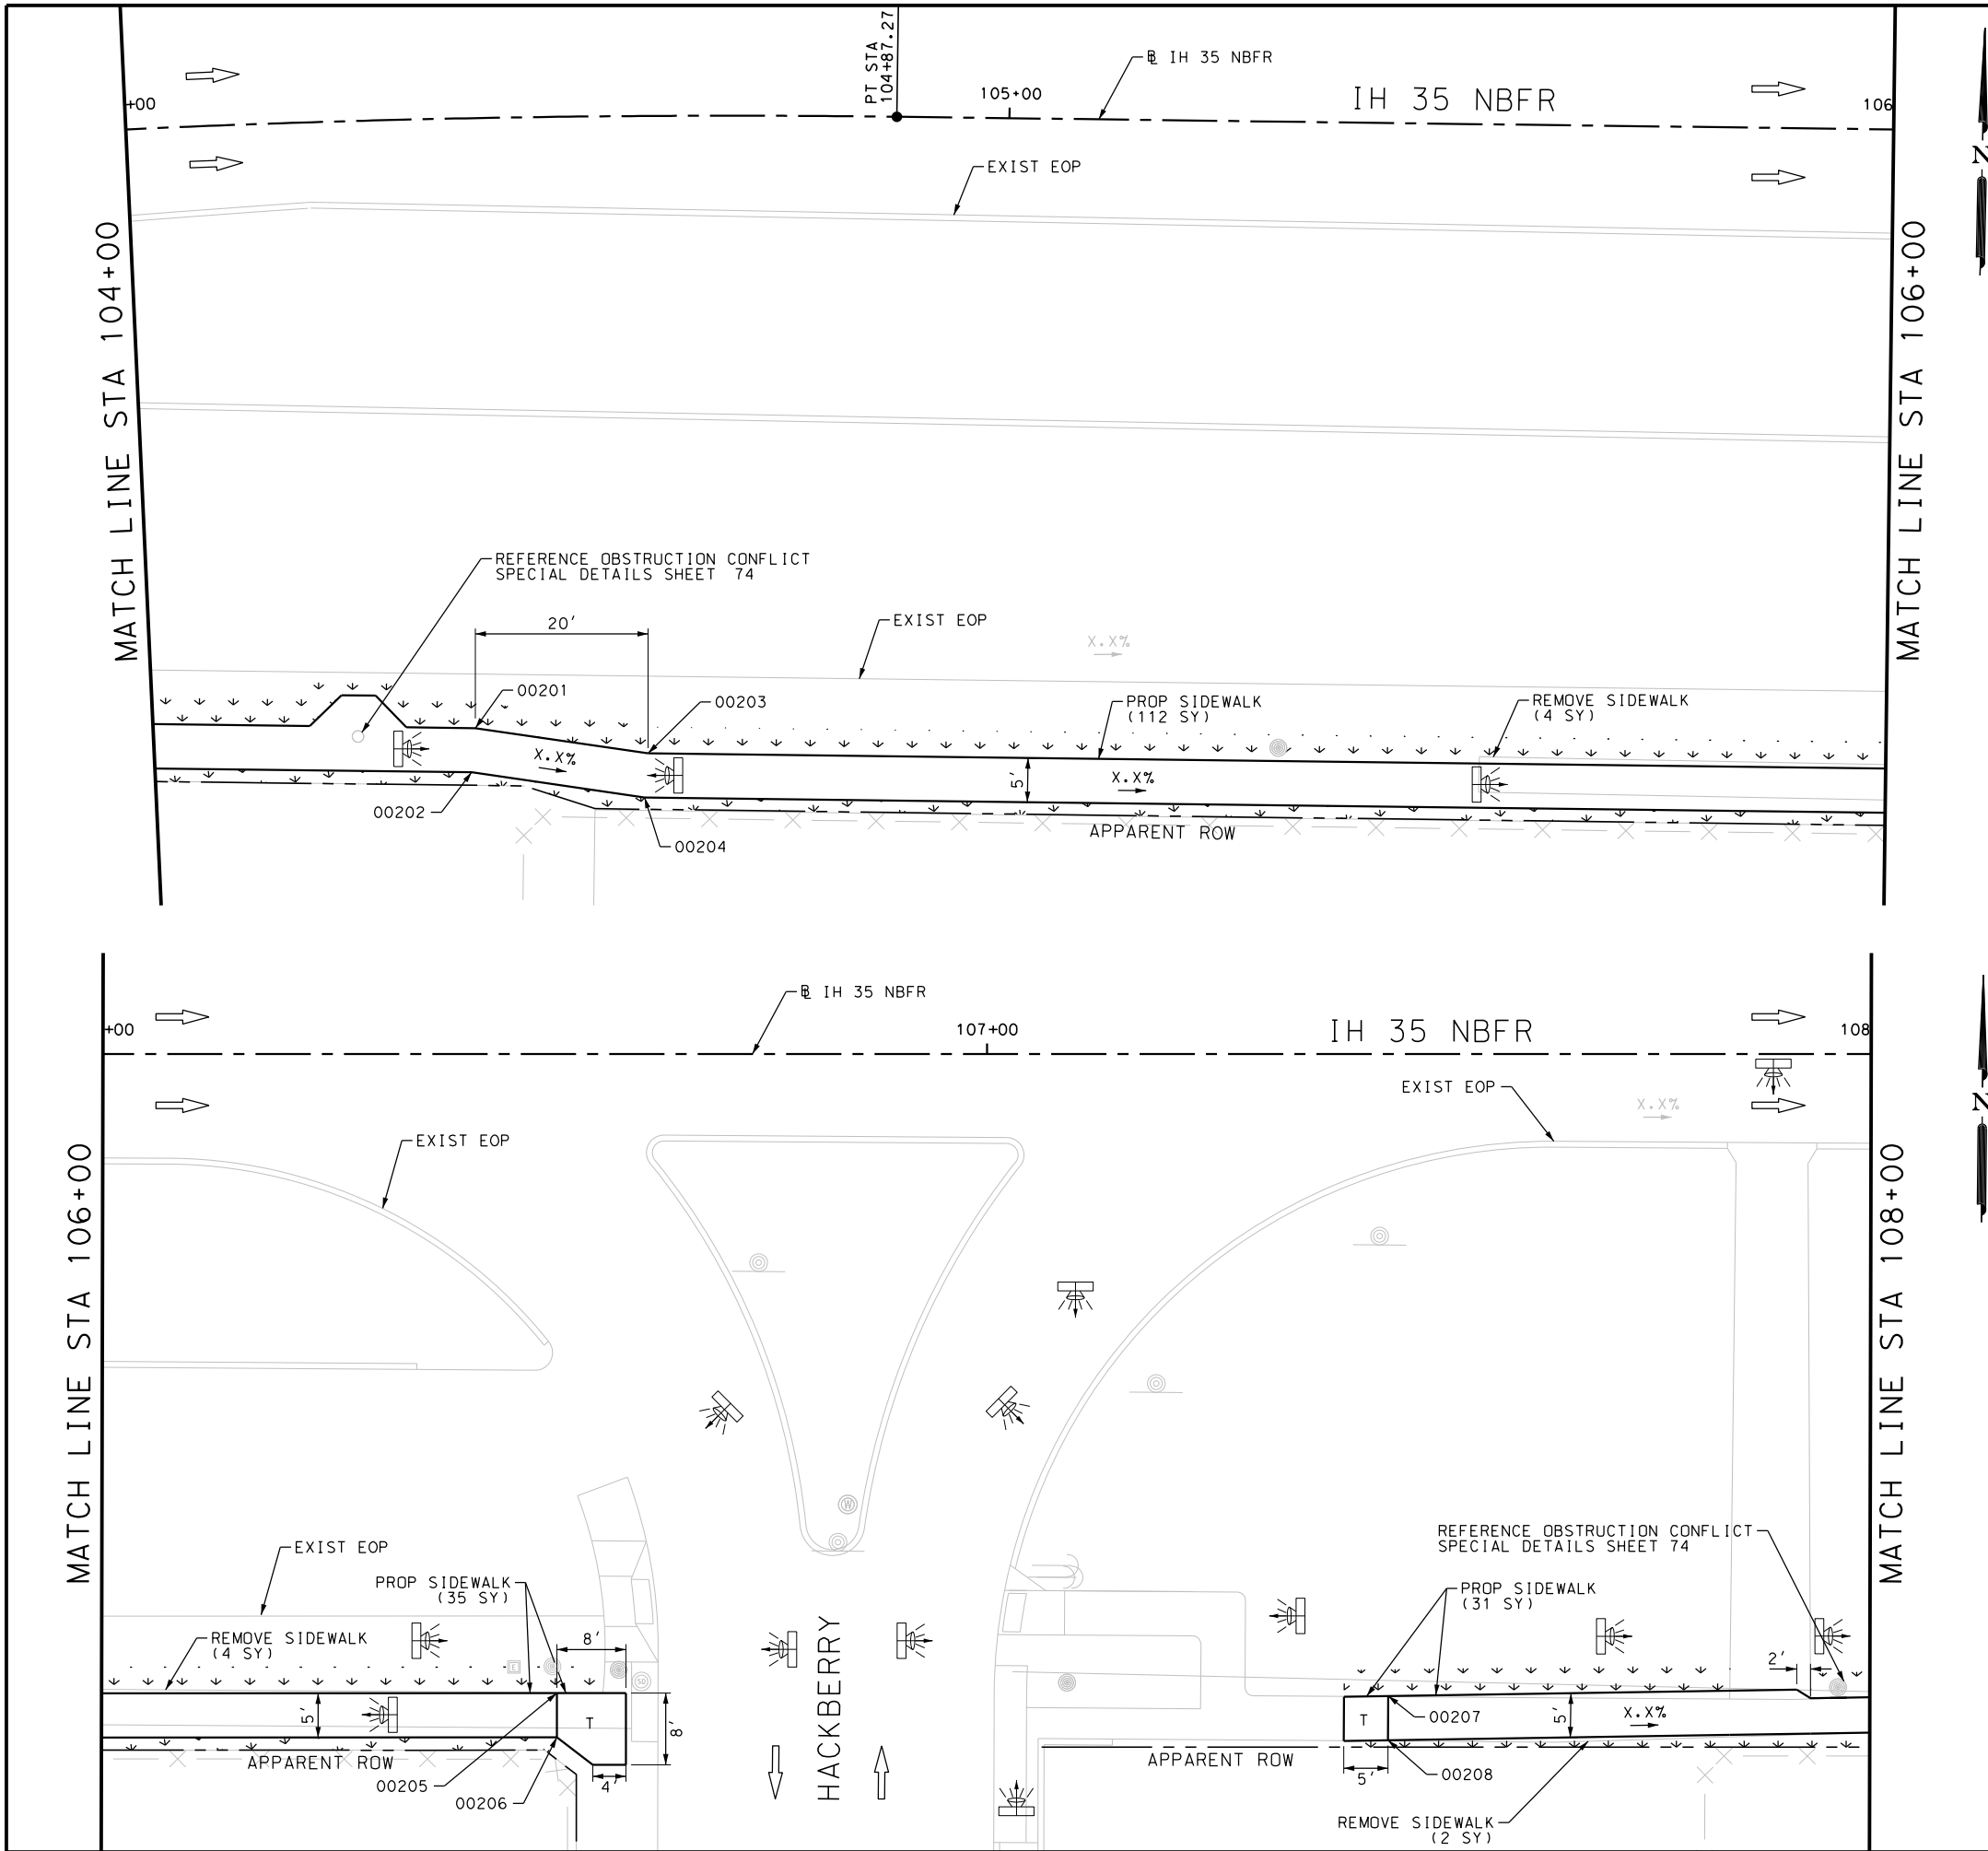 PT STA
104+87.27
℄ IH 35 NBFR
+00
105+00
IH 35 NBFR
106
N
EXIST EOP
MATCH LINE STA 104+00
MATCH LINE STA 106+00
REFERENCE OBSTRUCTION CONFLICT
SPECIAL DETAILS SHEET 74
20'
EXIST EOP
X.X%
00201
00203
PROP SIDEWALK
(112 SY)
REMOVE SIDEWALK
(4 SY)
X.X%
5'
X.X%
00202
00204
APPARENT ROW
℄ IH 35 NBFR
+00
107+00
IH 35 NBFR
108
N
EXIST EOP
X.X%
EXIST EOP
MATCH LINE STA 106+00
MATCH LINE STA 108+00
W
EXIST EOP
PROP SIDEWALK
(35 SY)
REFERENCE OBSTRUCTION CONFLICT
SPECIAL DETAILS SHEET 74
PROP SIDEWALK
(31 SY)
REMOVE SIDEWALK
(4 SY)
8'
E
SD
2'
HACKBERRY
5'
T
8'
T
00207
5'
X.X%
APPARENT ROW
4'
00205
00206
APPARENT ROW
5'
00208
REMOVE SIDEWALK
(2 SY)